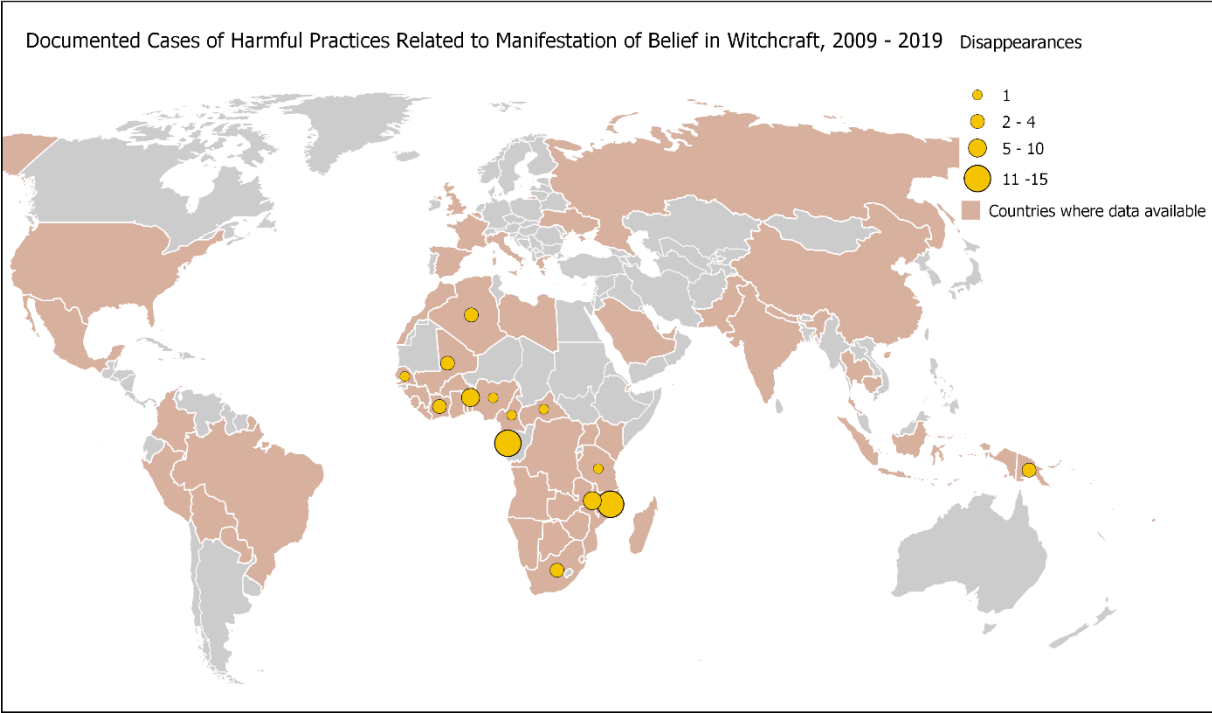 Documented Cases of Harmful Practices Related to Manifestation of Belief in Witchcraft, 2009 - 2019
Disappearances
1
2 - 4
5 - 10
11 -15
Countries where data available